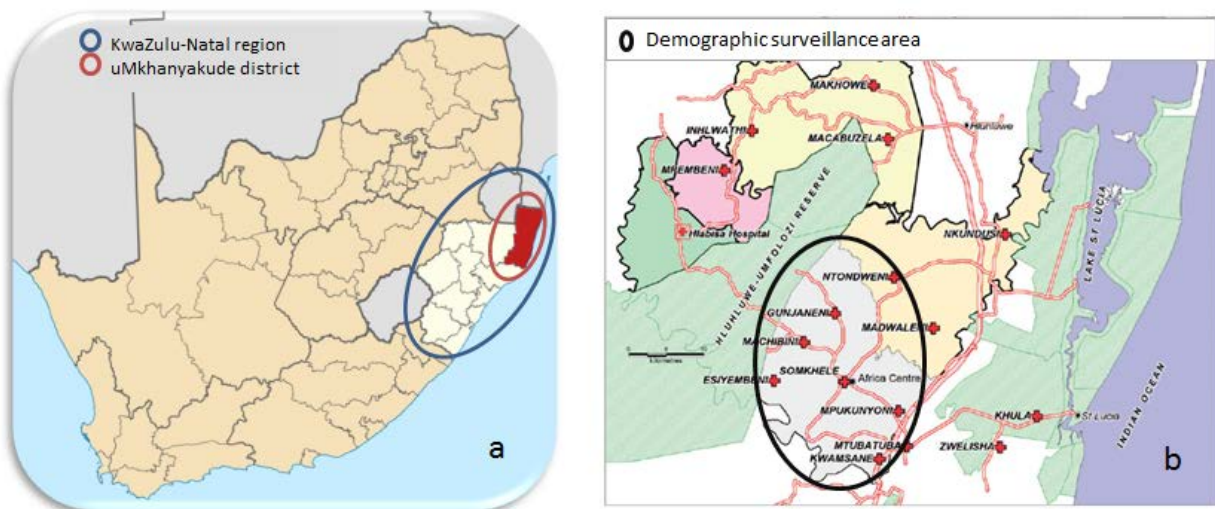 KwaZulu-Natal region
uMkhanyakude district
a
Demographic surveillance area
MAKHOWE
INHLWATHI
MACABUZELA
Hluhluwe
MPEMBENI
Hlabisa Hospital
HLUHLUWE-UMFOLOZI RESERVE
NKUNDUSI
LAKE ST LUCIA
NTONDWENI
GUNJANENI
MADWALENI
MACHIBINI
Kilometres
ESIYEMBENI
SOMKHELE
Africa Centre
MPUKUNYONI
KHULA
St Lucia
MTUBATUBA
ZWELISHA
KWAMSANE
INDIAN OCEAN
b